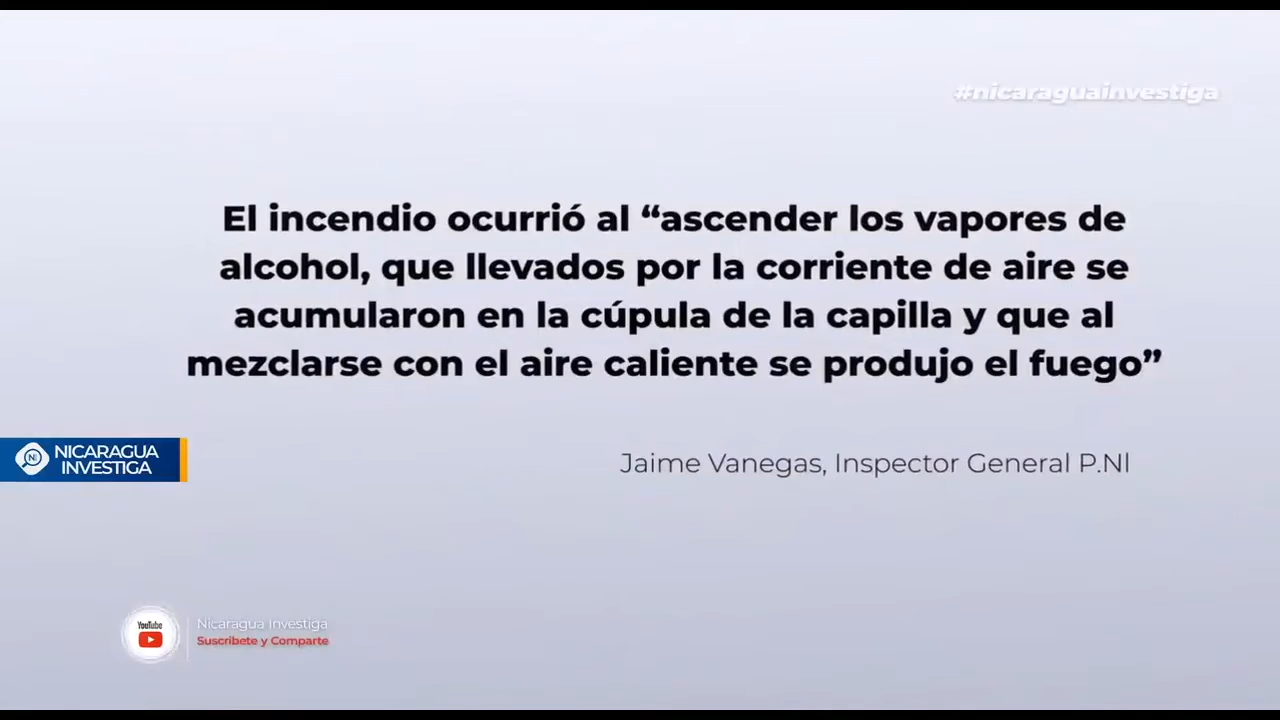 #nicaraguainvestiga
El incendio ocurrió al “ascender los vapores de
alcohol, que llevados por la corriente de aire se
acumularon en la cúpula de la capilla y que al
mezclarse con el aire caliente se produjo el fuego”
Jaime Vanegas, Inspector General P.Nl
NICARAGUA
INVESTIGA
YouTube
Nicaragua Investiga
Suscribete y Comparte